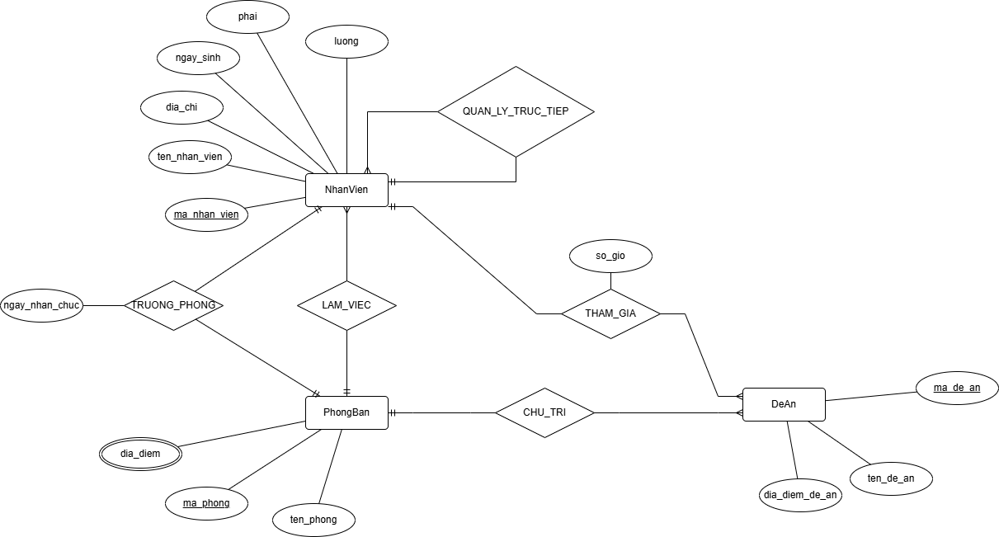 phai
luong
ngay_sinh
dia_chi
QUAN_LY_TRUC_TIEP
ten_nhan_vien
NhanVien
ma_nhan_vien
so_gio
ngay_nhan_chuc
TRUONG_PHONG
LAM_VIEC
THAM_GIA
ma_de_an
DeAn
PhongBan
CHU_TRI
dia_diem
ten_de_an
dia_diem_de_an
ma_phong
ten_phong